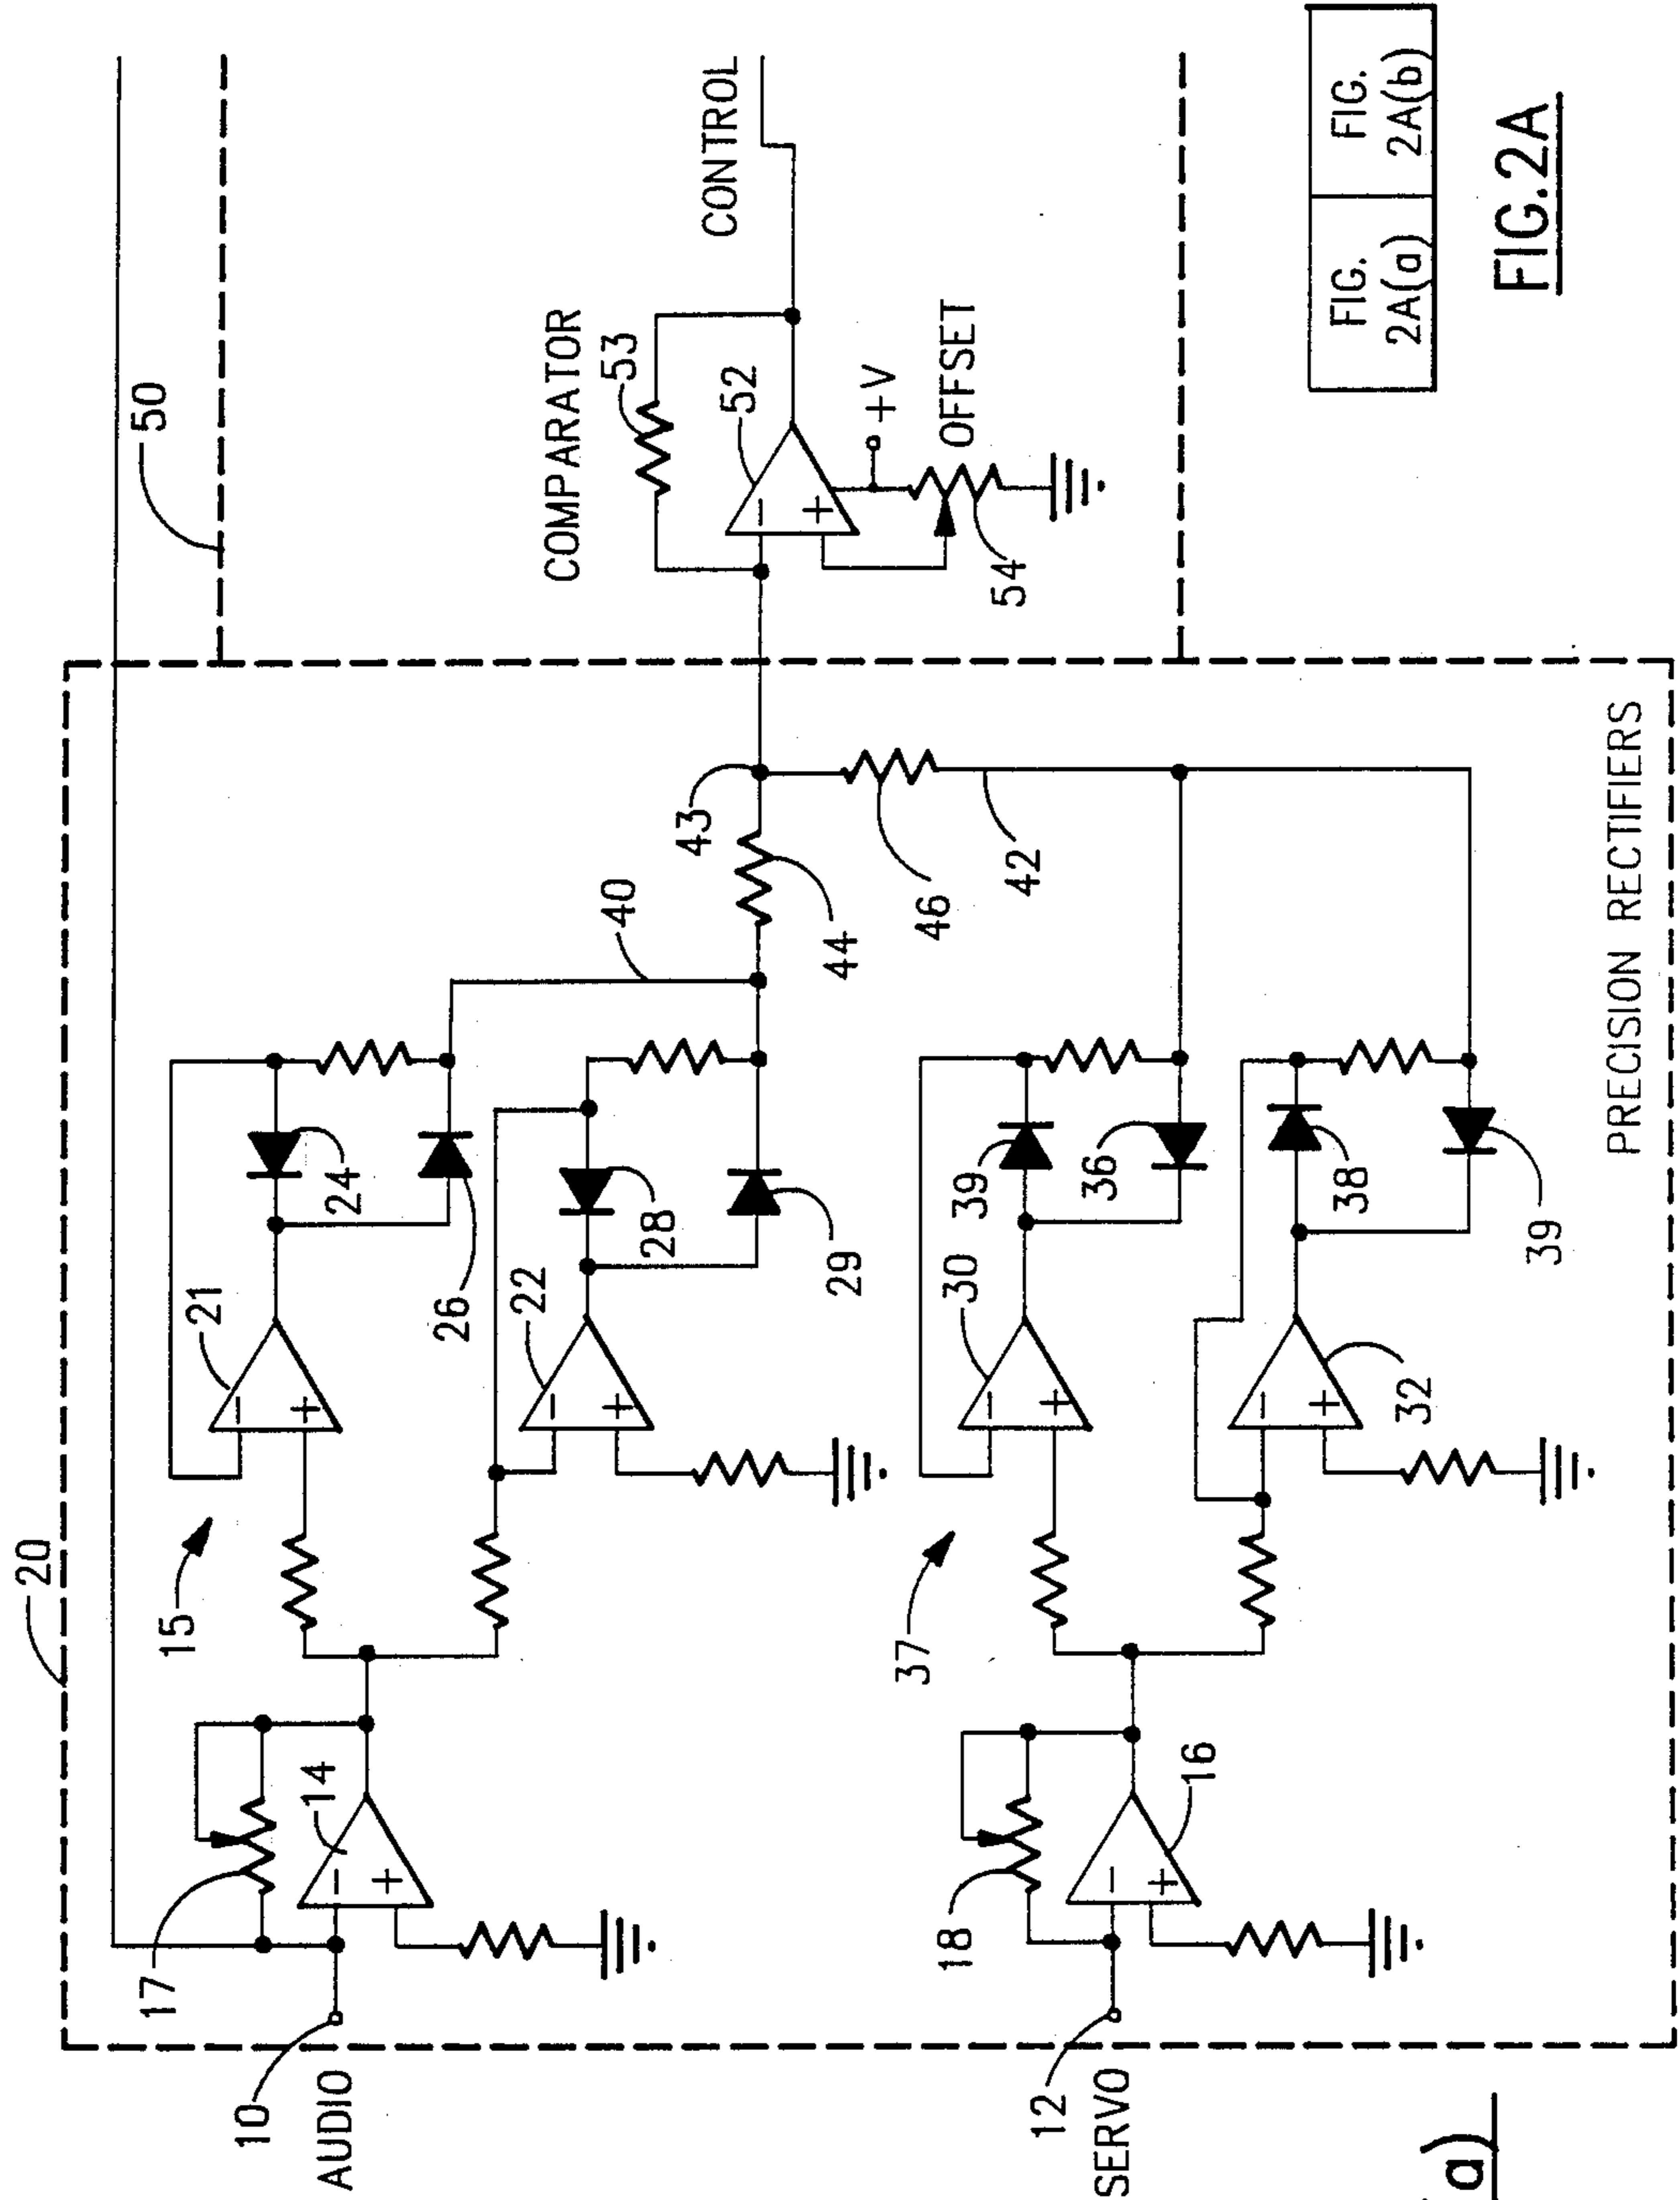 20
50
15
21
24
26
17
14
10
AUDIO
22
28
29
40
43
44
46
42
COMPARATOR
53
52
+V
OFFSET
54
CONTROL
37
30
39
36
18
16
12
SERVO
32
38
39
PRECISION RECTIFIERS
FIG. 2A(a)
FIG. 2A(b)
FIG.2A
a)